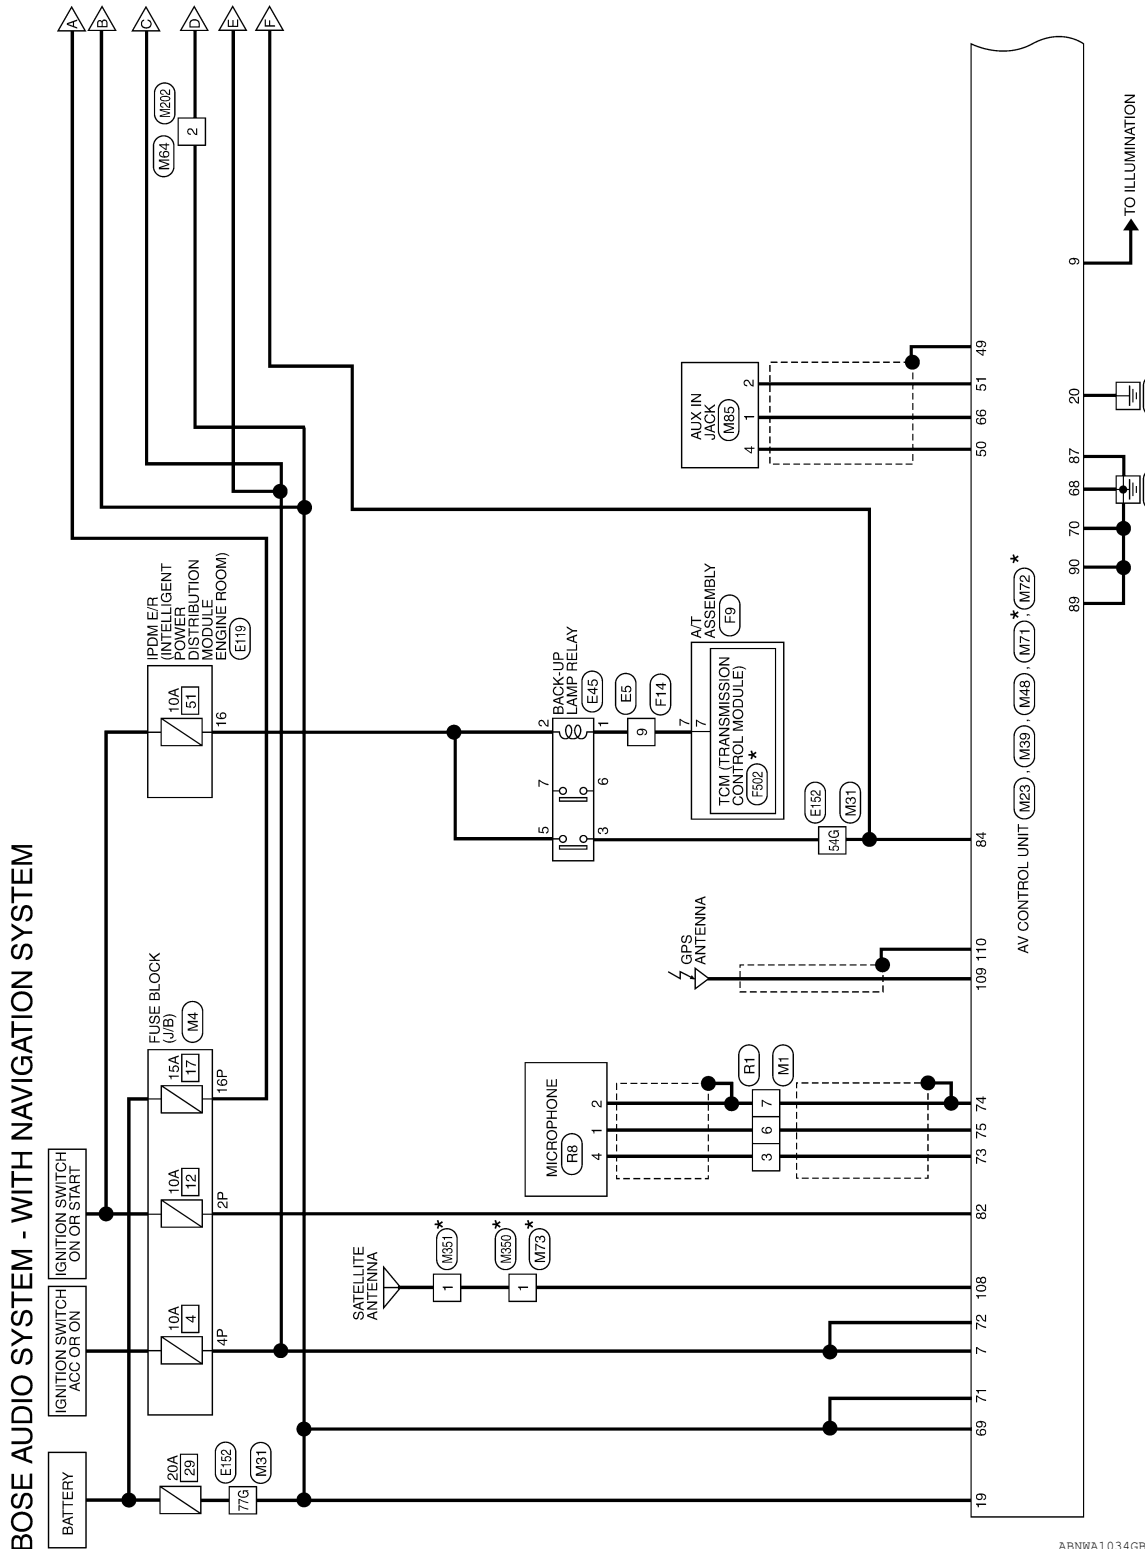 BOSE AUDIO SYSTEM - WITH NAVIGATION SYSTEM
BATTERY
IGNITION SWITCH
ACC OR ON
IGNITION SWITCH
ON OR START
20A
29
E152
77G
M31
FUSE BLOCK
(J/B)
M4
10A
4
4P
10A
12
2P
15A
17
16P
IPDM E/R
(INTELLIGENT
POWER
DISTRIBUTION
MODULE
ENGINE ROOM)
E119
10A
51
16
A
B
C
D
E
F
M64
M202
2
SATELLITE
ANTENNA
1
M351
*
1
M350
*
M73
*
MICROPHONE
R8
4
1
2
3
6
7
R1
M1
GPS
ANTENNA
BACK-UP
LAMP RELAY
E45
5
7
2
3
6
1
E5
9
F14
A/T
ASSEMBLY
F9
7
7
TCM (TRANSMISSION
CONTROL MODULE)
F502
*
E152
54G
M31
AUX IN
JACK
M85
4
1
2
19
69
71
7
72
108
82
73
75
74
109
110
84
50
66
51
49
AV CONTROL UNIT M23 , M39 , M48 , M71 * , M72 *
89
90
70
68
87
20
9
TO ILLUMINATION
ABNWA1034GB